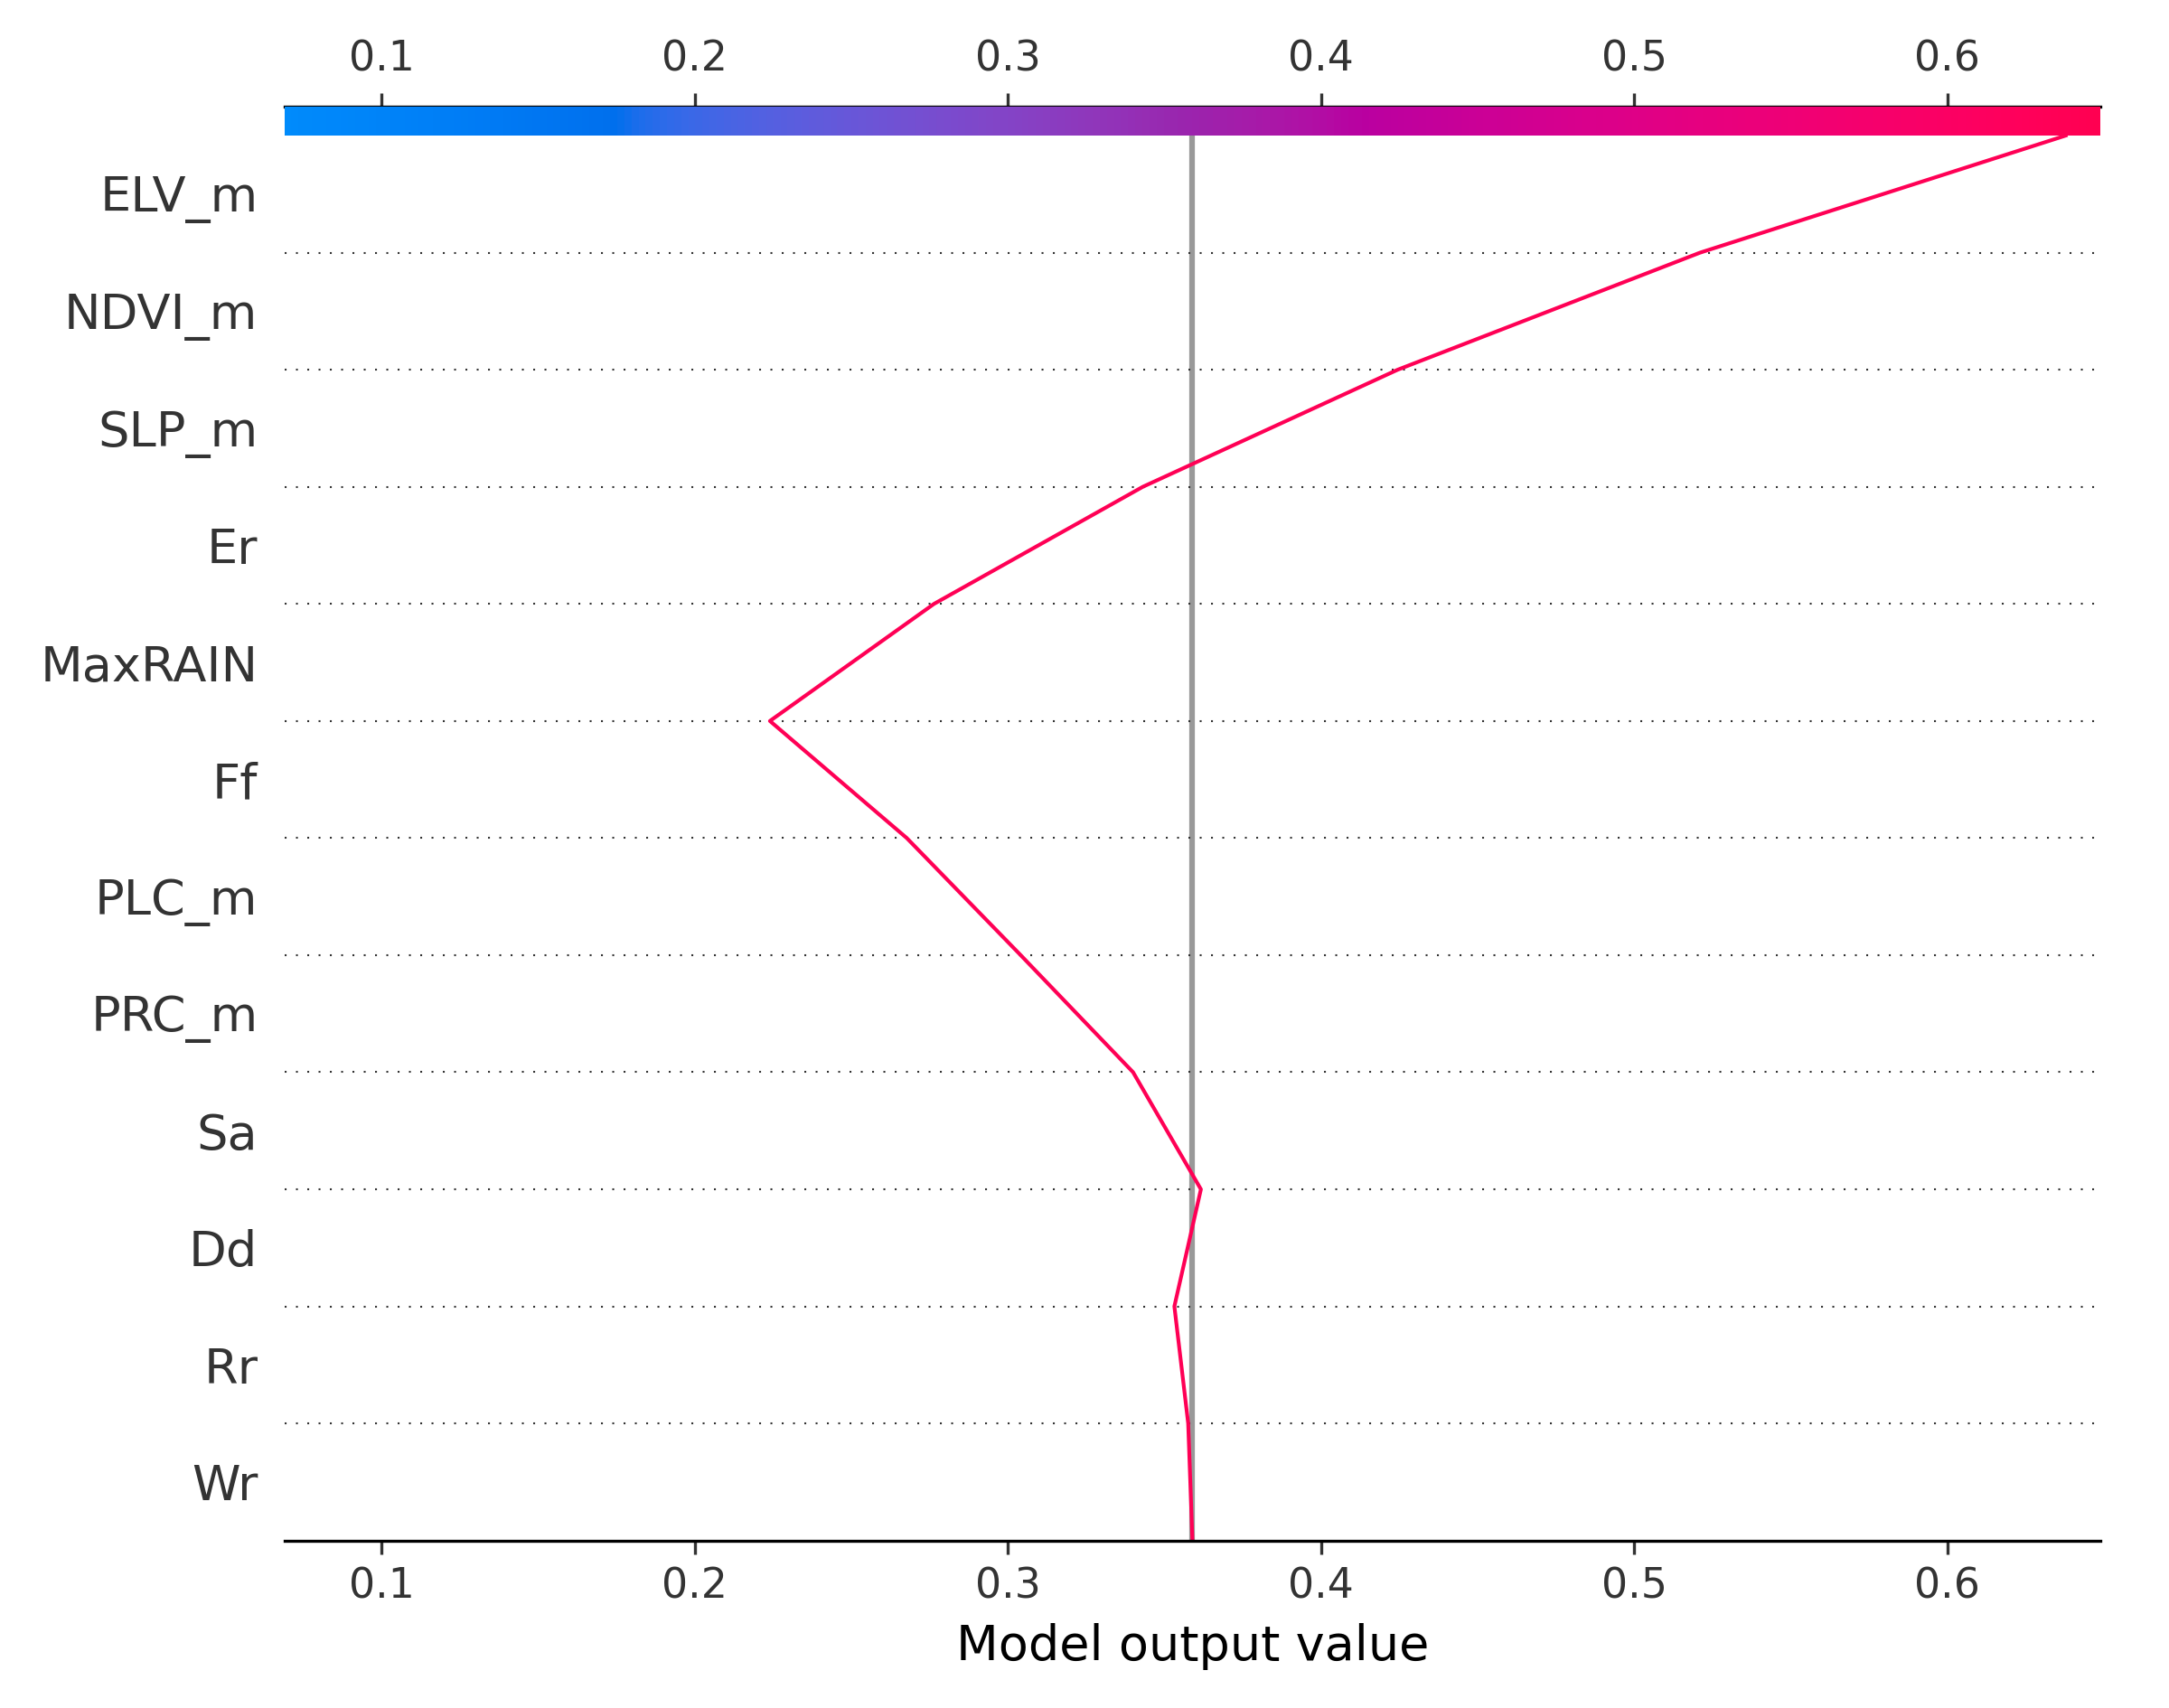 0.1 0.2 0.3 0.4 0.5 0.6
ELV_m
NDVI_m
SLP_m
Er
MaxRAIN
Ff
PLC_m
PRC_m
Sa
Dd
Rr
Wr
0.1 0.2 0.3 0.4 0.5 0.6
Model output value